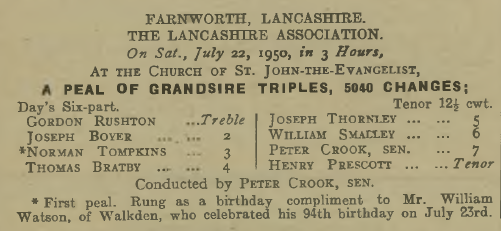 FARNWORTH, LANCASHIRE.
THE LANCASHIRE ASSOCIATION.
On Sat., July 22, 1950, in 3 Hours,
AT THE CHURCH OF ST. JOHN-THE-EVANGELIST,
A PEAL OF GRANDSIRE TRIPLES, 5040 CHANGES;
Day's Six-part. Tenor 12½ cwt.
GORDON RUSHTON ...Treble
JOSEPH BOYER ... ... 2
*NORMAN TOMPKINS ... 3
THOMAS BRATBY ... ... 4
JOSEPH THORNLEY ... ... 5
WILLIAM SMALLEY ... ... 6
PETER CROOK, SEN. ... ... 7
HENRY PRESCOTT ... ...Tenor
Conducted by PETER CROOK, SEN.
* First peal. Rung as a birthday compliment to Mr. William
Watson, of Walkden, who celebrated his 94th birthday on July 23rd.